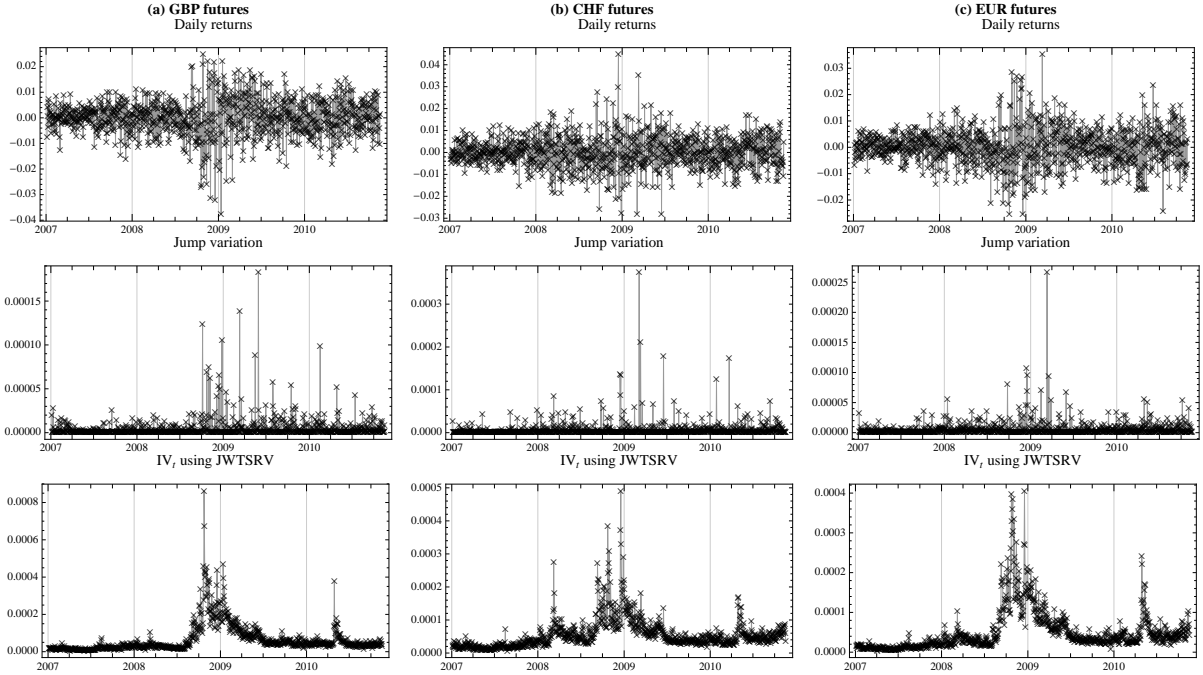 (a) GBP futures
Daily returns
0.02
0.01
0.00
−0.01
−0.02
−0.03
−0.04
2007 2008 2009 2010
Jump variation
0.00015
0.00010
0.00005
0.00000
2007 2008 2009 2010
IVt using JWTSRV
0.0008
0.0006
0.0004
0.0002
0.0000
2007 2008 2009 2010
(b) CHF futures
Daily returns
0.04
0.03
0.02
0.01
0.00
−0.01
−0.02
−0.03
2007 2008 2009 2010
Jump variation
0.0003
0.0002
0.0001
0.0000
2007 2008 2009 2010
IVt using JWTSRV
0.0005
0.0004
0.0003
0.0002
0.0001
0.0000
2007 2008 2009 2010
(c) EUR futures
Daily returns
0.03
0.02
0.01
0.00
−0.01
−0.02
2007 2008 2009 2010
Jump variation
0.00025
0.00020
0.00015
0.00010
0.00005
0.00000
2007 2008 2009 2010
IVt using JWTSRV
0.0004
0.0003
0.0002
0.0001
0.0000
2007 2008 2009 2010